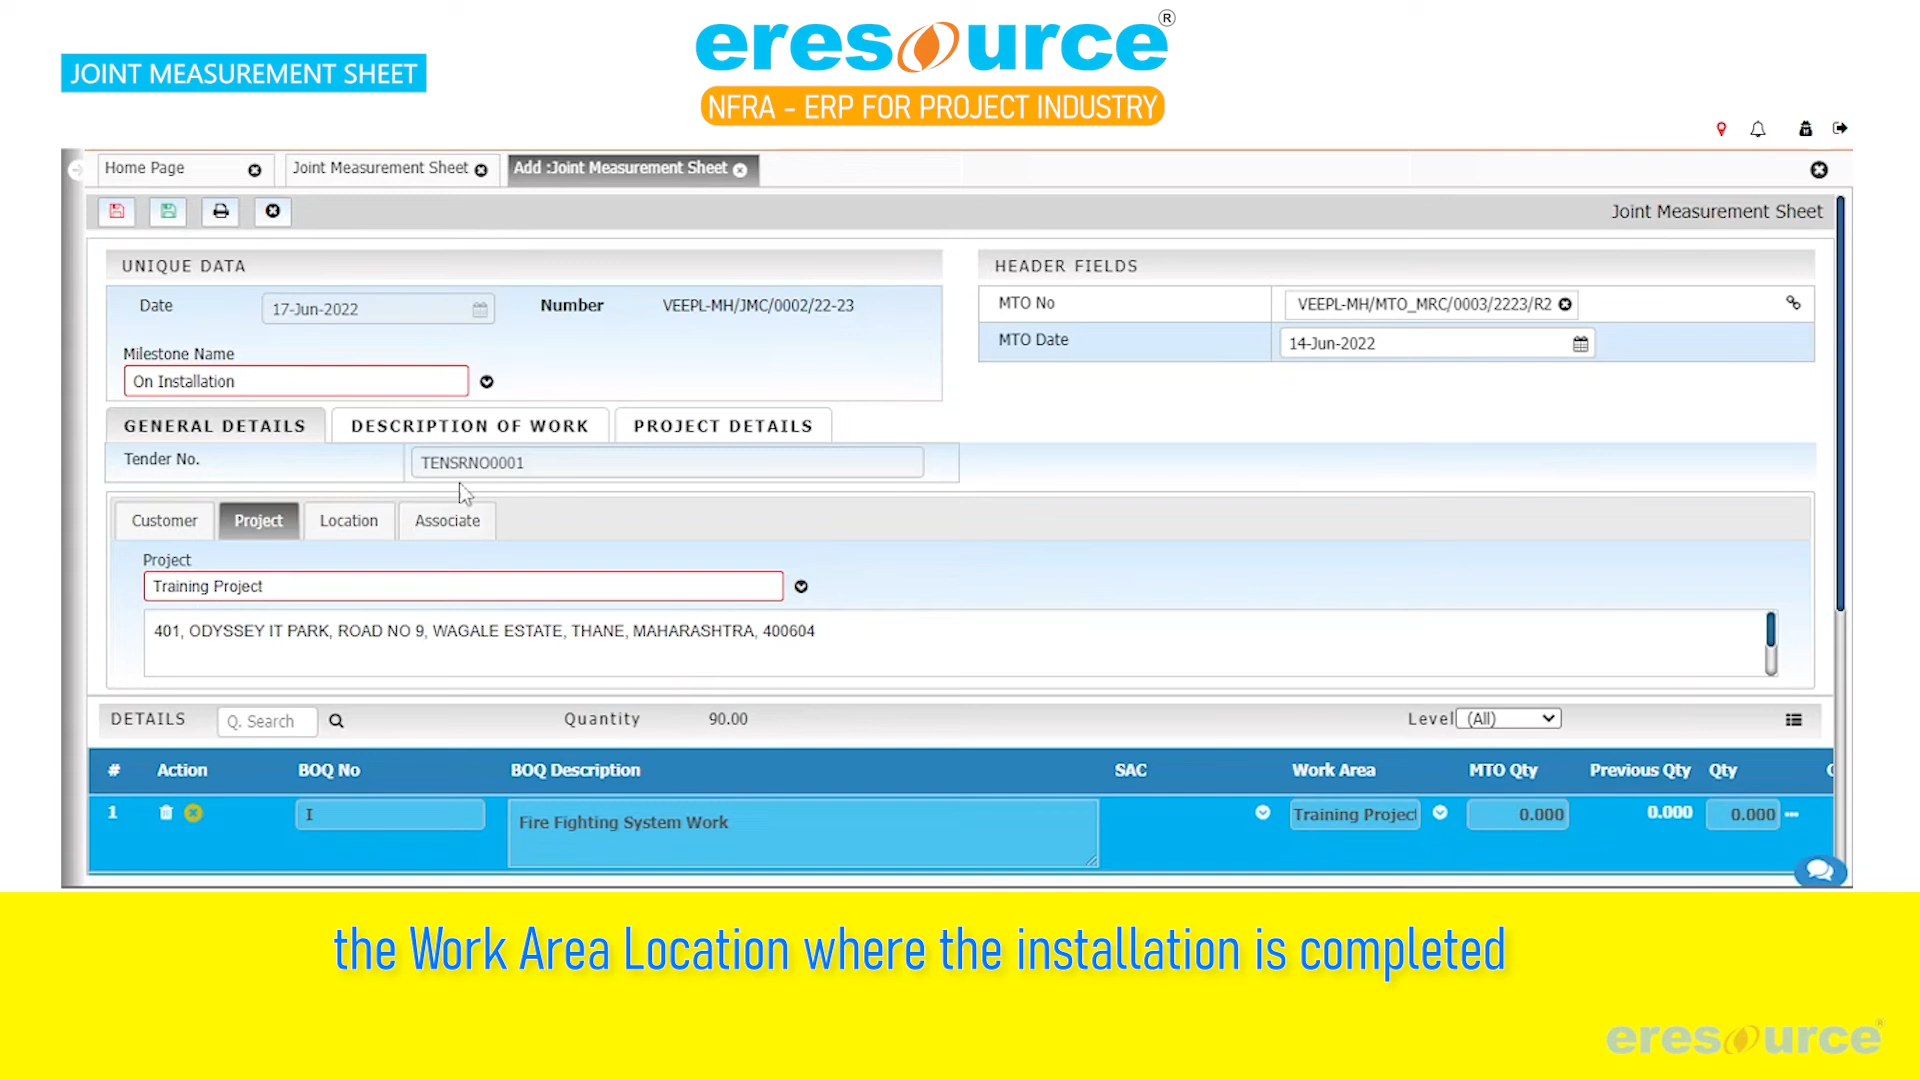 eresource®
NFRA - ERP FOR PROJECT INDUSTRY
JOINT MEASUREMENT SHEET
Home Page
Joint Measurement Sheet
Add :Joint Measurement Sheet
Joint Measurement Sheet
UNIQUE DATA
Date 17-Jun-2022 Number VEEPL-MH/JMC/0002/22-23
Milestone Name
On Installation
HEADER FIELDS
MTO No VEEPL-MH/MTO_MRC/0003/2223/R2
MTO Date 14-Jun-2022
GENERAL DETAILS DESCRIPTION OF WORK PROJECT DETAILS
Tender No. TENSRNO0001
Customer Project Location Associate
Project
Training Project
401, ODYSSEY IT PARK, ROAD NO 9, WAGALE ESTATE, THANE, MAHARASHTRA, 400604
DETAILS Q. Search Quantity 90.00 Level (All)
# Action BOQ No BOQ Description SAC Work Area MTO Qty Previous Qty Qty
1 I Fire Fighting System Work Training Project 0.000 0.000 0.000
the Work Area Location where the installation is completed
eresource®